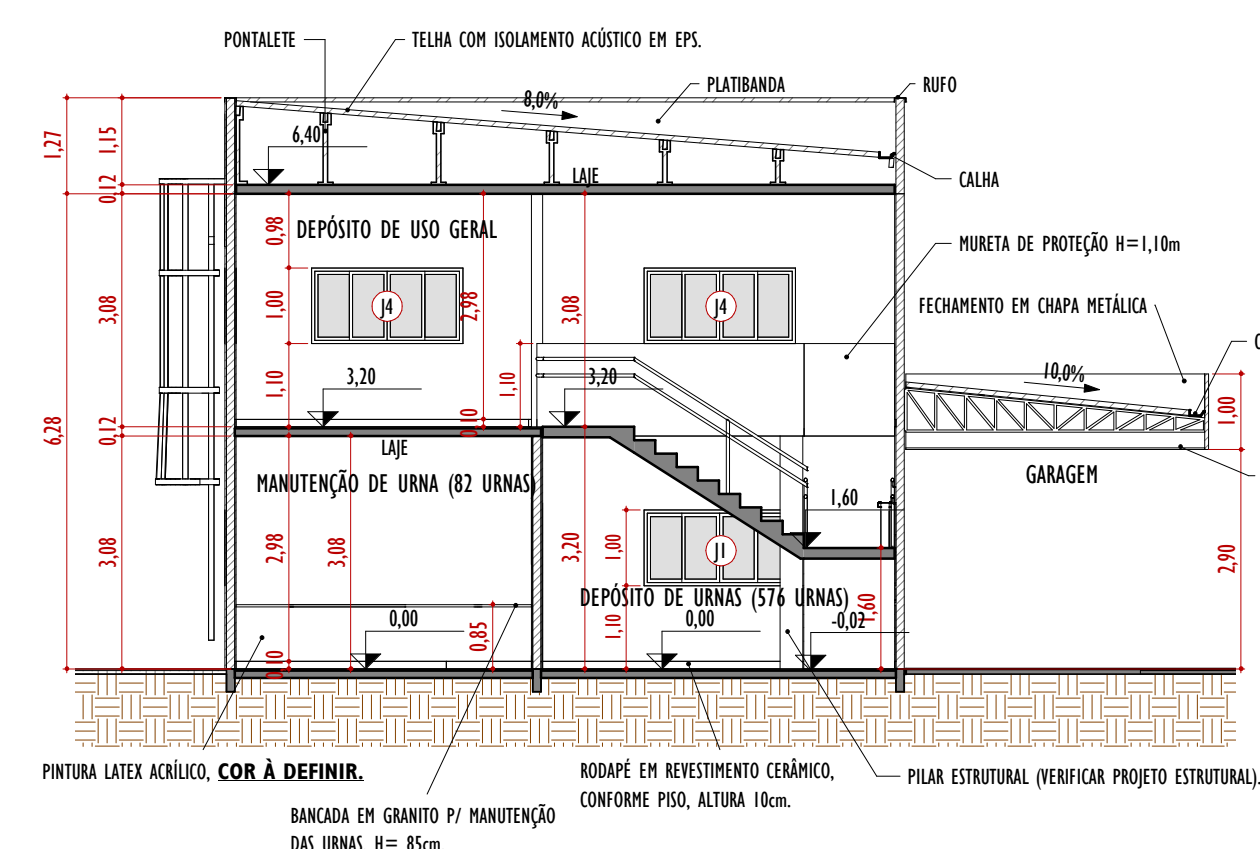 PONTALETE
TELHA COM ISOLAMENTO ACÚSTICO EM EPS.
PLATIBANDA
RUFO
8,0%
1,27
1,15
6,40
0,12
LAJE
CALHA
DEPÓSITO DE USO GERAL
0,98
MURETA DE PROTEÇÃO H=1,10m
3,08
1,00
J4
2,98
3,08
J4
FECHAMENTO EM CHAPA METÁLICA
C
10,0%
1,10
3,20
1,10
3,20
1,00
6,28
0,12
0,10
LAJE
GARAGEM
MANUTENÇÃO DE URNA (82 URNAS)
1,60
3,08
2,98
3,08
3,20
1,00
J1
2,90
DEPÓSITO DE URNAS (576 URNAS)
1,60
0,00
0,85
1,10
0,00
-0,02
0,10
PINTURA LATEX ACRÍLICO, COR À DEFINIR.
RODAPÉ EM REVESTIMENTO CERÂMICO,
CONFORME PISO, ALTURA 10cm.
PILAR ESTRUTURAL (VERIFICAR PROJETO ESTRUTURAL).
BANCADA EM GRANITO P/ MANUTENÇÃO
DAS URNAS, H= 85cm